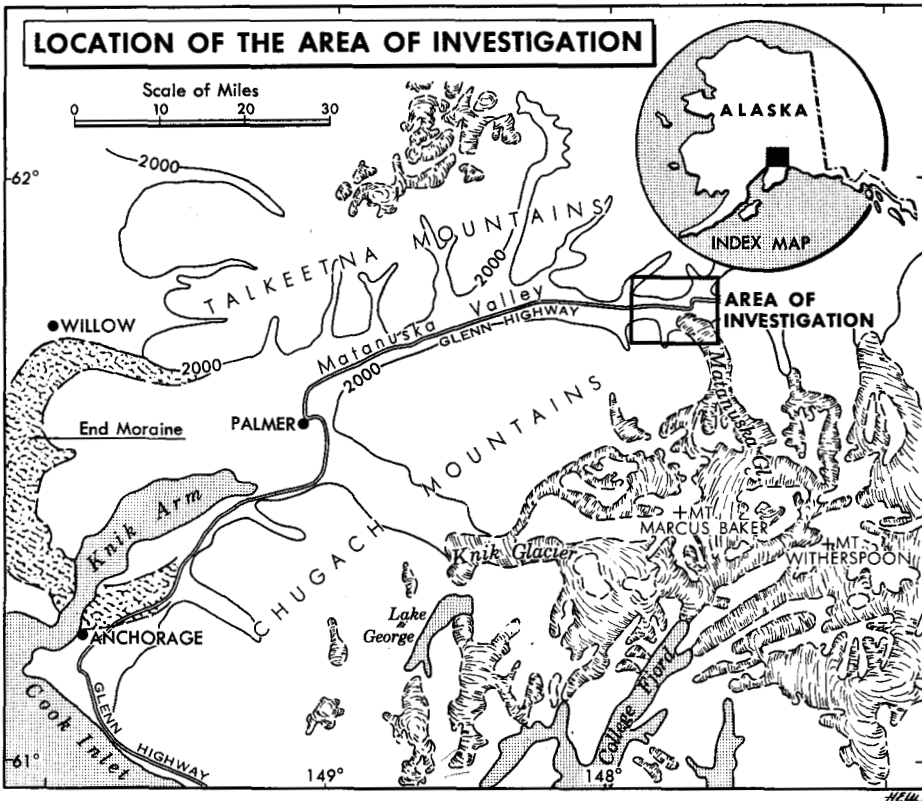 LOCATION OF THE AREA OF INVESTIGATION
Scale of Miles
0 10 20 30
ALASKA
INDEX MAP
62°
2000
TALKEETNA MOUNTAINS
2000
AREA OF
INVESTIGATION
WILLOW
Matanuska Valley
GLENN HIGHWAY
2000
2000
Matanuska Gl.
End Moraine
PALMER
CHUGACH MOUNTAINS
Knik Arm
MT.
MARCUS BAKER
MT.
WITHERSPOON
Knik Glacier
Lake
George
ANCHORAGE
College Fjord
Cook Inlet
GLENN HIGHWAY
61°
149°
148°